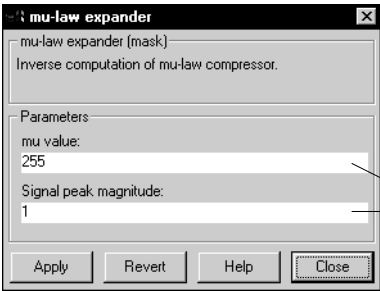 mu-law expander
mu-law expander (mask)
Inverse computation of mu-law compressor.
Parameters
mu value:
255
Signal peak magnitude:
1
Apply Revert Help Close